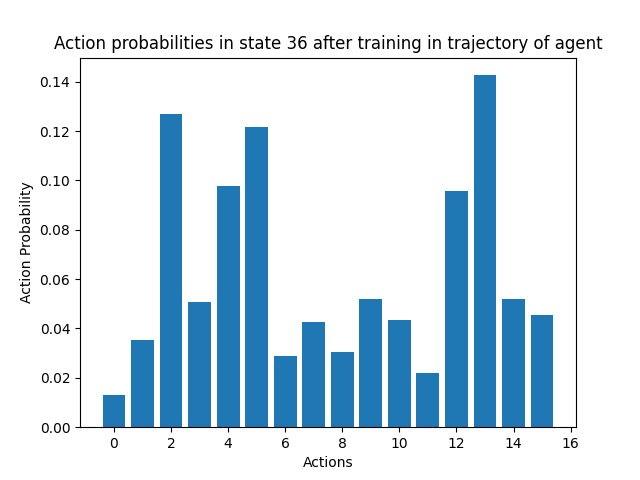 Action probabilities in state 36 after training in trajectory of agent
0.14
0.12
0.10
0.08
0.06
0.04
0.02
0.00
Action Probability
0 2 4 6 8 10 12 14 16
Actions